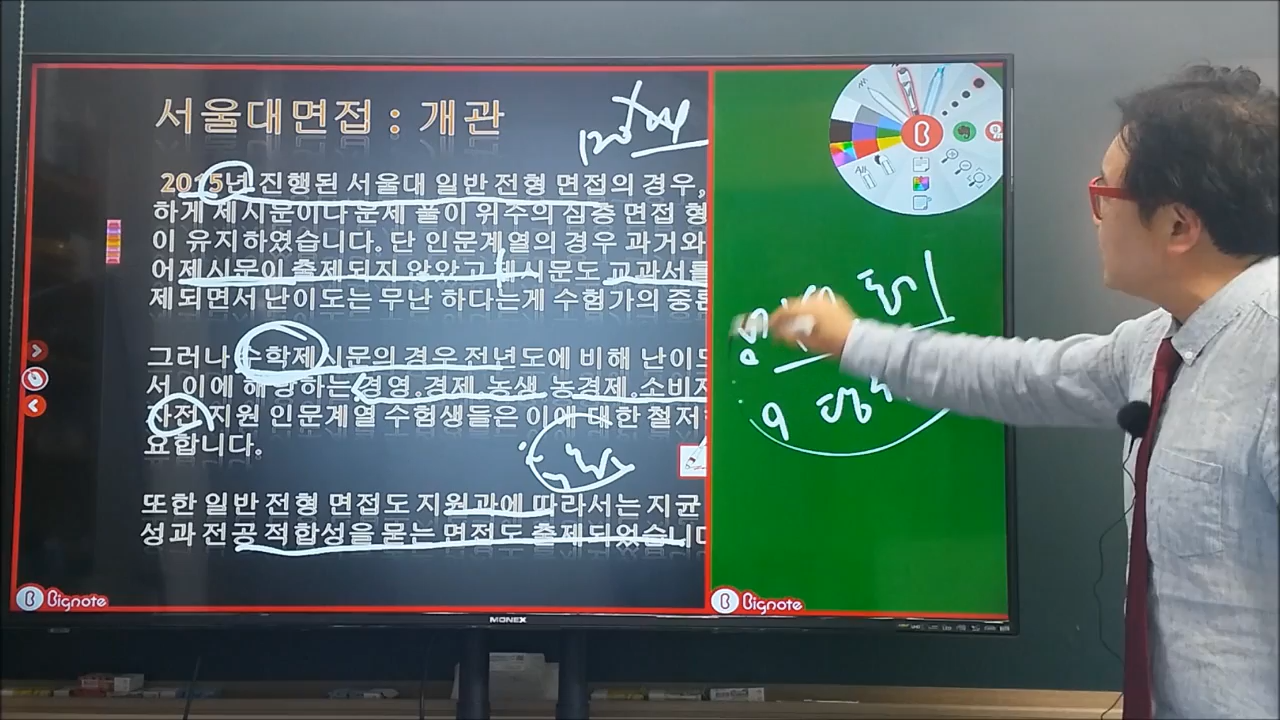 서울대면접 : 개관
2015년 진행된 서울대 일반 전형 면접의 경우,
하게 제시문이나 문제 풀이 위주의 심층 면접 형
이 유지하였습니다. 단 인문계열의 경우 과거와
어제시문이 출제되지 않았고 제시문도 교과서를
제되면서 난이도는 무난 하다는게 수험가의 중론
그러나 수학제시문의 경우 전년도에 비해 난이도
서 이에 해당하는 경영.경제 농생 농경제.소비자
사전 지원 인문계열 수험생들은 이에 대한 철저
요합니다.
또한 일반 전형 면접도 지원과에 따라서는 지균
성과 전공 적합성을 묻는 면접도 출제되었습니다
B Bignote
B Bignote
MONEX
B
All